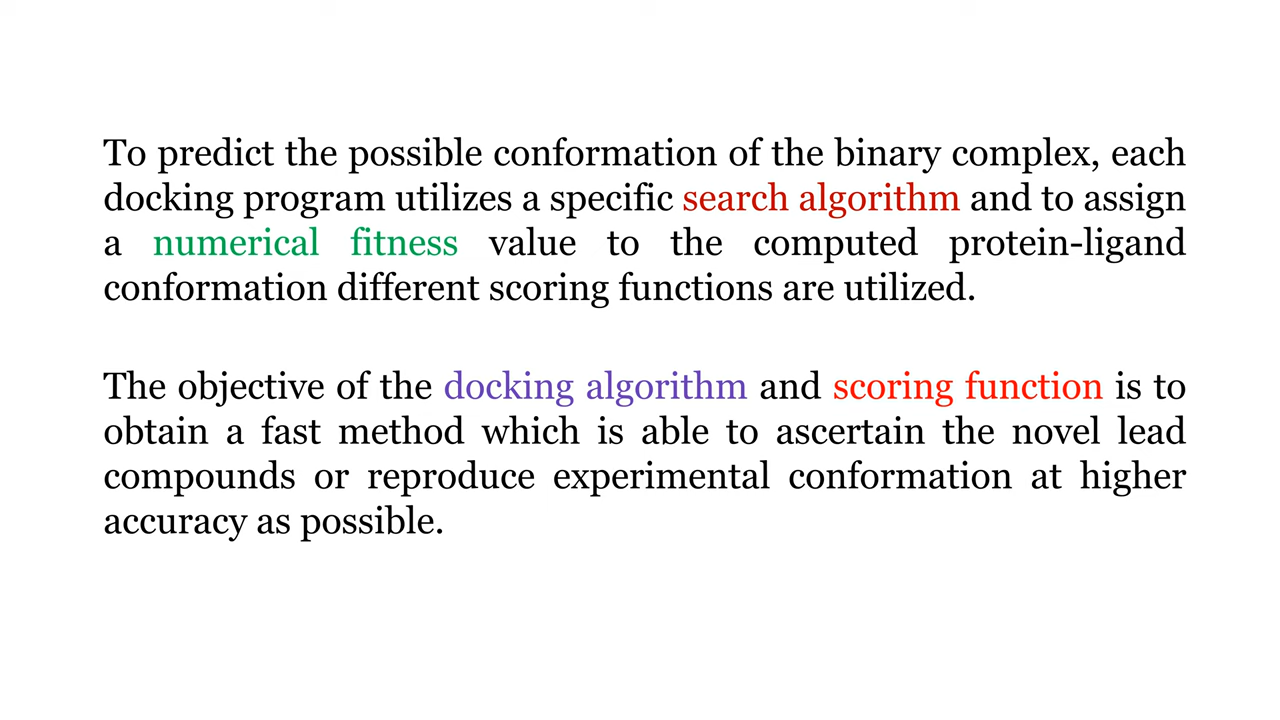 To predict the possible conformation of the binary complex, each
docking program utilizes a specific search algorithm and to assign
a numerical fitness value to the computed protein-ligand
conformation different scoring functions are utilized.
The objective of the docking algorithm and scoring function is to
obtain a fast method which is able to ascertain the novel lead
compounds or reproduce experimental conformation at higher
accuracy as possible.